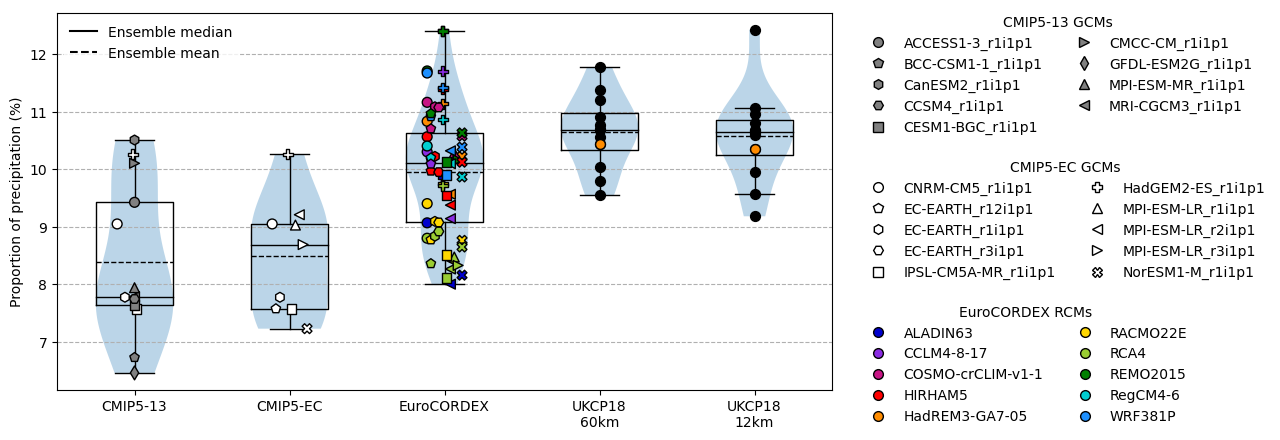 Ensemble median
Ensemble mean
Proportion of precipitation (%)
12
11
10
9
8
7
CMIP5-13
CMIP5-EC
EuroCORDEX
UKCP18
60km
UKCP18
12km
CMIP5-13 GCMs
ACCESS1-3_r1i1p1
BCC-CSM1-1_r1i1p1
CanESM2_r1i1p1
CCSM4_r1i1p1
CESM1-BGC_r1i1p1
CMCC-CM_r1i1p1
GFDL-ESM2G_r1i1p1
MPI-ESM-MR_r1i1p1
MRI-CGCM3_r1i1p1
CMIP5-EC GCMs
CNRM-CM5_r1i1p1
EC-EARTH_r12i1p1
EC-EARTH_r1i1p1
EC-EARTH_r3i1p1
IPSL-CM5A-MR_r1i1p1
HadGEM2-ES_r1i1p1
MPI-ESM-LR_r1i1p1
MPI-ESM-LR_r2i1p1
MPI-ESM-LR_r3i1p1
NorESM1-M_r1i1p1
EuroCORDEX RCMs
ALADIN63
CCLM4-8-17
COSMO-crCLIM-v1-1
HIRHAM5
HadREM3-GA7-05
RACMO22E
RCA4
REMO2015
RegCM4-6
WRF381P